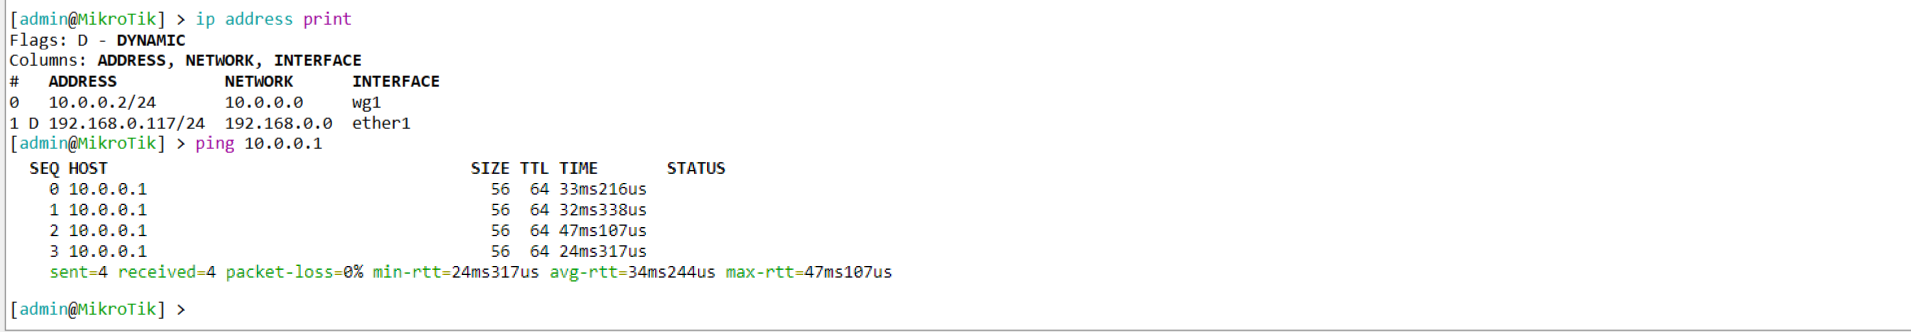 [admin@MikroTik] > ip address print
Flags: D - DYNAMIC
Columns: ADDRESS, NETWORK, INTERFACE
#   ADDRESS           NETWORK      INTERFACE
0   10.0.0.2/24       10.0.0.0     wg1
1 D 192.168.0.117/24  192.168.0.0  ether1
[admin@MikroTik] > ping 10.0.0.1
  SEQ HOST                                     SIZE TTL TIME       STATUS
    0 10.0.0.1                                   56  64 33ms216us
    1 10.0.0.1                                   56  64 32ms338us
    2 10.0.0.1                                   56  64 47ms107us
    3 10.0.0.1                                   56  64 24ms317us
    sent=4 received=4 packet-loss=0% min-rtt=24ms317us avg-rtt=34ms244us max-rtt=47ms107us
[admin@MikroTik] >